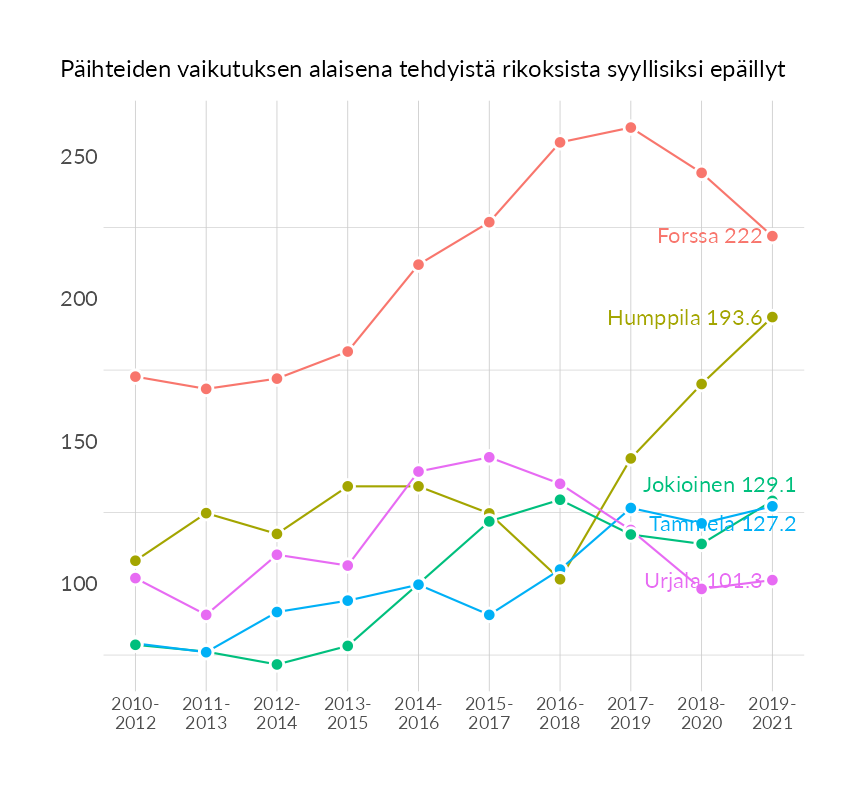 Päihteiden vaikutuksen alaisena tehdyistä rikoksista syyllisiksi epäillyt
250
Forssa 222
200
Humppila 193.6
150
Jokioinen 129.1
Tammela 127.2
100
Urjala 101.3
2010- 2011- 2012- 2013- 2014- 2015- 2016- 2017- 2018- 2019-
2012 2013 2014 2015 2016 2017 2018 2019 2020 2021